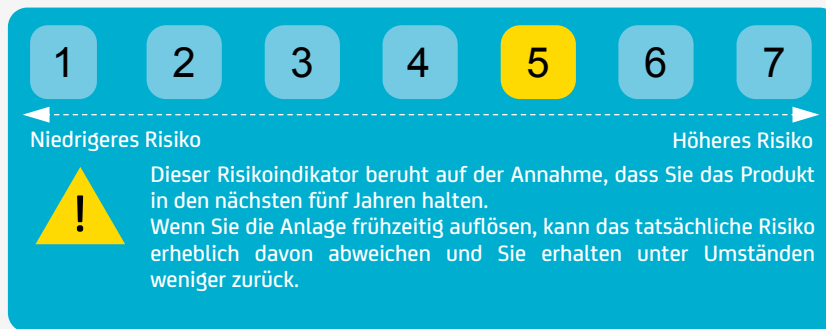 1 2 3 4 5 6 7
Niedrigeres Risiko Höheres Risiko
Dieser Risikoindikator beruht auf der Annahme, dass Sie das Produkt
in den nächsten fünf Jahren halten.
Wenn Sie die Anlage frühzeitig auflösen, kann das tatsächliche Risiko
erheblich davon abweichen und Sie erhalten unter Umständen
weniger zurück.
!